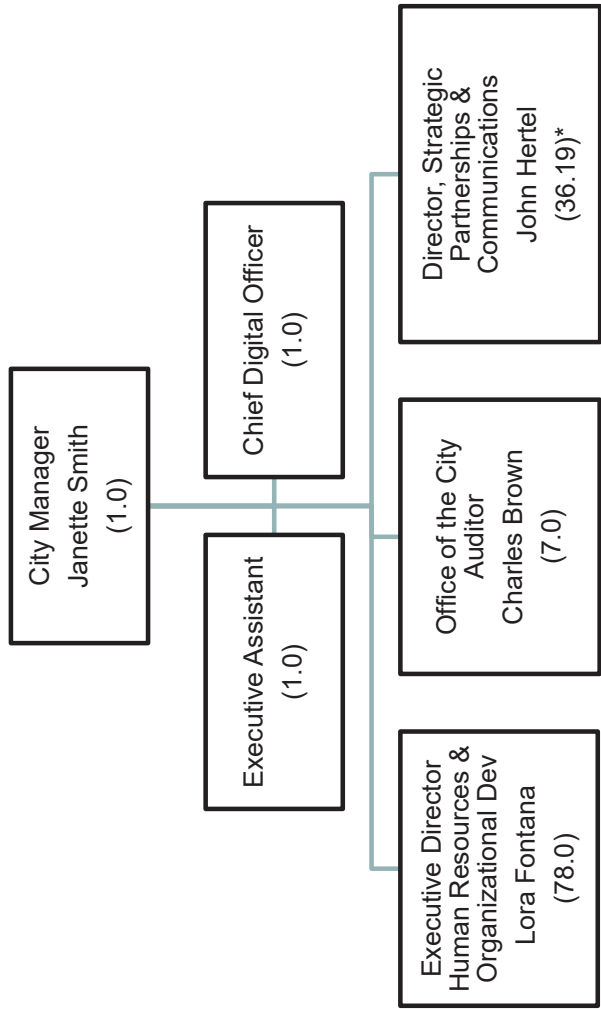 City Manager
Janette Smith
(1.0)
Executive Assistant
(1.0)
Chief Digital Officer
(1.0)
Executive Director
Human Resources &
Organizational Dev
Lora Fontana
(78.0)
Office of the City
Auditor
Charles Brown
(7.0)
Director, Strategic
Partnerships &
Communications
John Hertel
(36.19)*